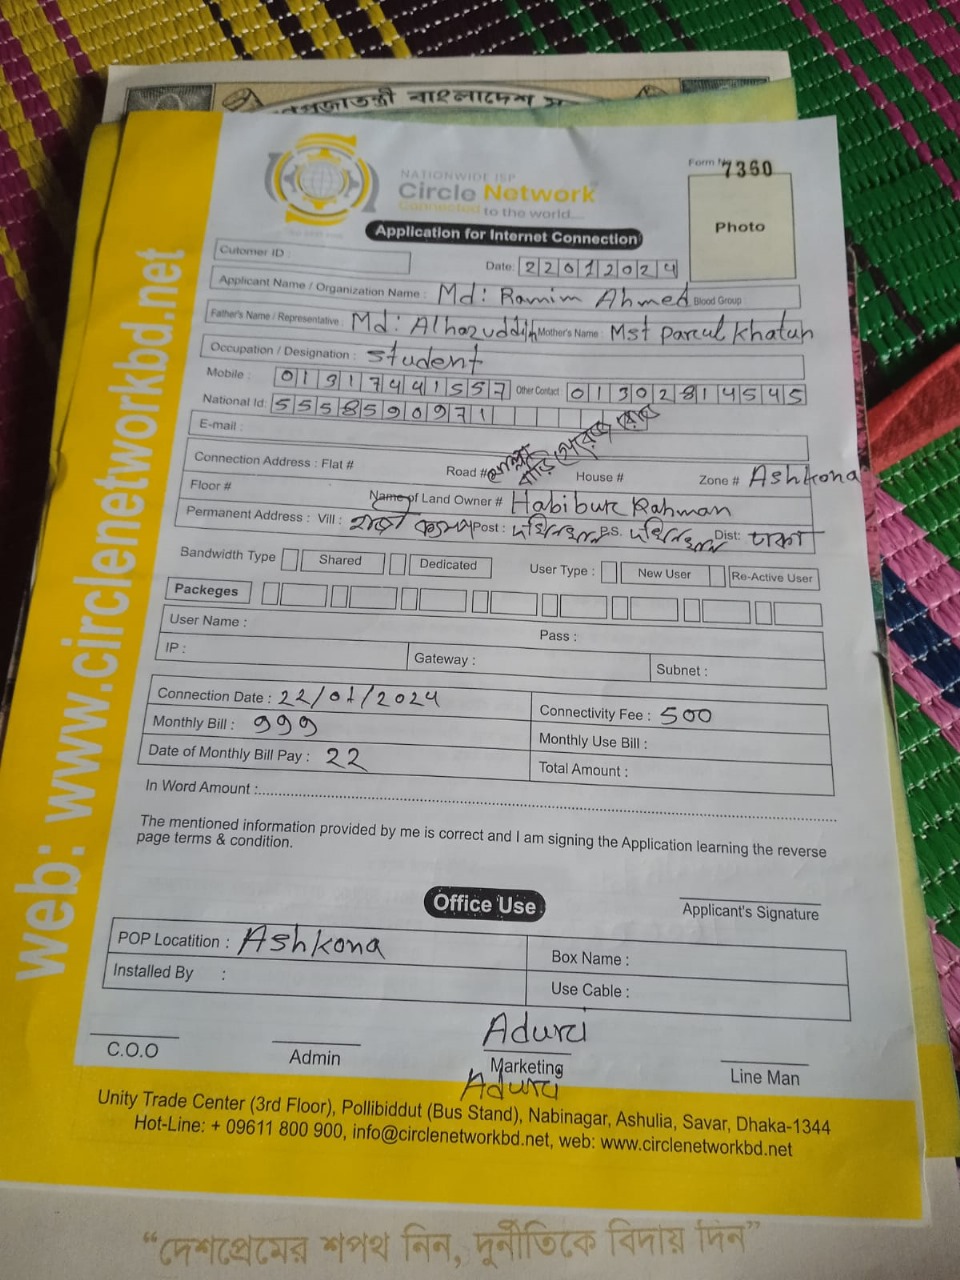 গণপ্রজাতন্ত্রী বাংলাদেশ
web: www.circlenetworkbd.net
NATIONWIDE ISP
Circle Network
Connected to the world....
Form No 7360
Photo
Application for Internet Connection
Cutomer ID :
Date: 22012024
Applicant Name / Organization Name : Md: Ramim Ahmed Blood Group
Father's Name / Representative : Md: Alhazuddin Mother's Name : Mst Parcul Khatun
Occupation / Designation : Student
Mobile : 01317441557 Other Contact 01302814545
National Id: 5558590971
E-mail :
Connection Address : Flat # Road # House # Zone # Ashkona
Floor # Name of Land Owner # Habibur Rahman
Permanent Address : Vill : Post : P.S. Dist: ঢাকা
Bandwidth Type Shared Dedicated User Type : New User Re-Active User
Packeges
User Name : Pass :
IP : Gateway : Subnet :
Connection Date : 22/01/2024 Connectivity Fee : 500
Monthly Bill : 999 Monthly Use Bill :
Date of Monthly Bill Pay : 22 Total Amount :
In Word Amount :
The mentioned information provided by me is correct and I am signing the Application learning the reverse
page terms & condition.
Office Use
Applicant's Signature
POP Locatition : Ashkona Box Name :
Installed By : Use Cable :
C.O.O Admin Marketing Line Man
Unity Trade Center (3rd Floor), Pollibiddut (Bus Stand), Nabinagar, Ashulia, Savar, Dhaka-1344
Hot-Line: + 09611 800 900, info@circlenetworkbd.net, web: www.circlenetworkbd.net
“দেশপ্রেমের শপথ নিন, দুর্নীতিকে বিদায় দিন”